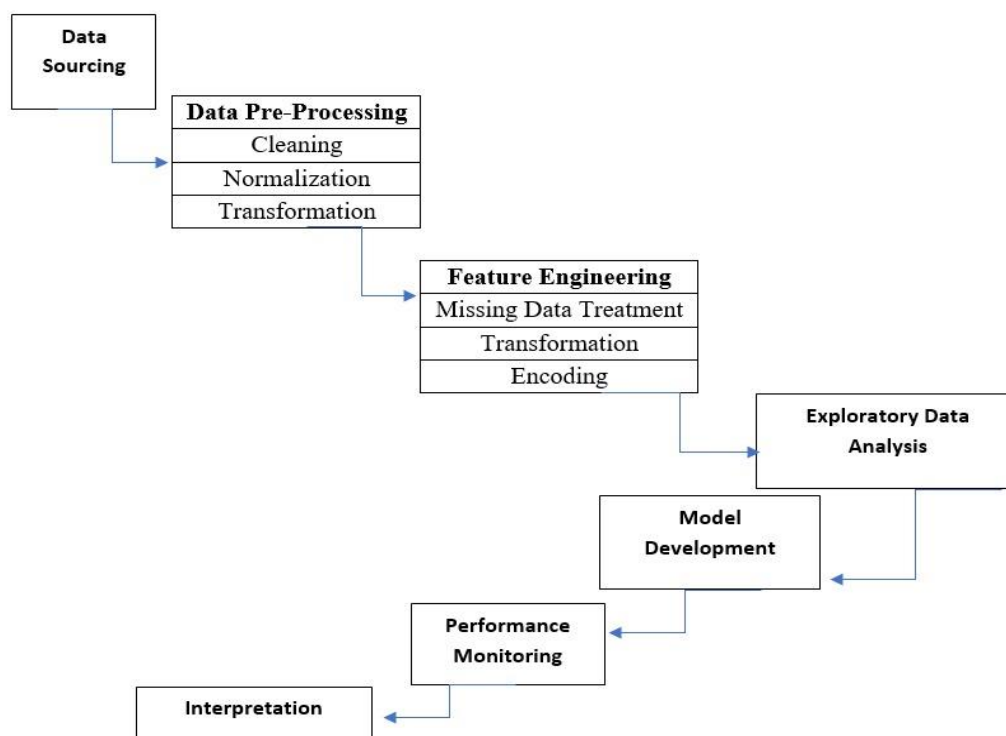 Data
Sourcing
Data Pre-Processing
Cleaning
Normalization
Transformation
Feature Engineering
Missing Data Treatment
Transformation
Encoding
Exploratory Data
Analysis
Model
Development
Performance
Monitoring
Interpretation